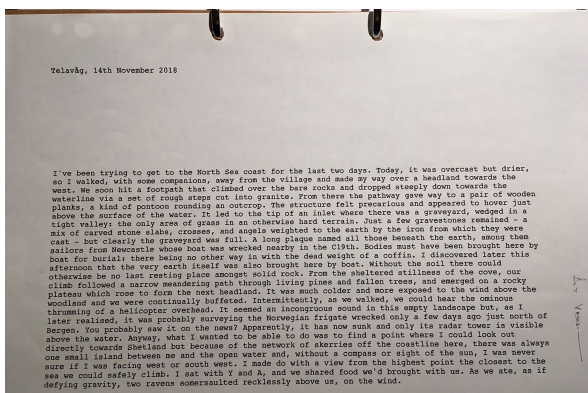 Telavåg, 14th November 2018
I've been trying to get to the North Sea coast for the last two days. Today, it was overcast but drier,
so I walked, with some companions, away from the village and made my way over a headland towards the
west. We soon hit a footpath that climbed over the bare rocks and dropped steeply down towards the
waterline via a set of rough steps cut into granite. From there the pathway gave way to a pair of wooden
planks, a kind of pontoon rounding an outcrop. The structure felt precarious and appeared to hover just
above the surface of the water. It led to the tip of an inlet where there was a graveyard, wedged in a
tight valley: the only area of grass in an otherwise hard terrain. Just a few gravestones remained – a
mix of carved stone slabs, crosses, and angels weighted to the earth by the iron from which they were
cast – but clearly the graveyard was full. A long plaque named all those beneath the earth, among them
sailors from Newcastle whose boat was wrecked nearby in the C19th. Bodies must have been brought here by
boat for burial: there being no other way in with the dead weight of a coffin. I discovered later this
afternoon that the very earth itself was also brought here by boat. Without the soil there could
otherwise be no last resting place amongst solid rock. From the sheltered stillness of the cove, our
climb followed a narrow meandering path through living pines and fallen trees, and emerged on a rocky
plateau which rose to form the next headland. It was much colder and more exposed to the wind above the
woodland and we were continually buffeted. Intermittently, as we walked, we could hear the ominous
thrumming of a helicopter overhead. It seemed an incongruous sound in this empty landscape but, as I
later realised, it was probably surveying the Norwegian frigate wrecked only a few days ago just north of
Bergen. You probably saw it on the news? Apparently, it has now sunk and only its radar tower is visible
above the water. Anyway, what I wanted to be able to do was to find a point where I could look out
directly towards Shetland but because of the network of skerries off the coastline here, there was always
one small island between me and the open water and, without a compass or sight of the sun, I was never
sure if I was facing west or south west. I made do with a view from the highest point the closest to the
sea we could safely climb. I sat with Y and A, and we shared food we'd brought with us. As we ate, as if
defying gravity, two ravens somersaulted recklessly above us, on the wind.